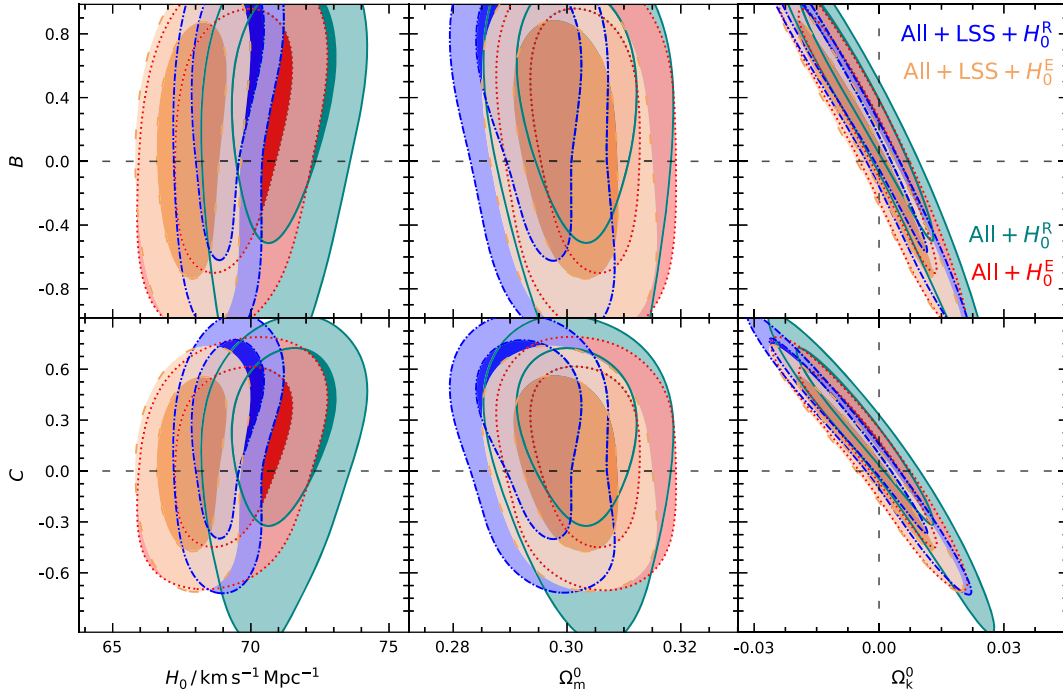 0.8
0.4
0.0
-0.4
-0.8
B
All + LSS + H₀ᴿ
All + LSS + H₀ᴱ
All + H₀ᴿ
All + H₀ᴱ
0.6
0.3
0.0
-0.3
-0.6
C
65 70 75 0.28 0.30 0.32 -0.03 0.00 0.03
H₀ / km s⁻¹ Mpc⁻¹ Ω⁰ₘ Ω⁰ₖ